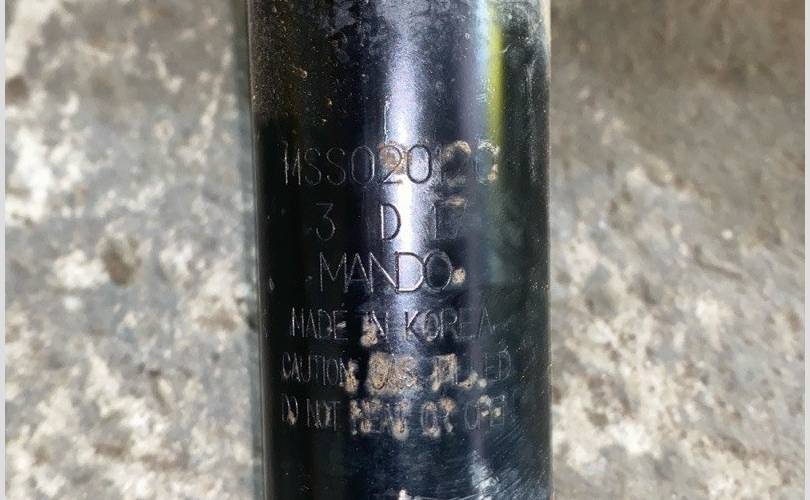 MSS020120
3 D
MANDO
MADE IN KOREA
CAUTION GAS FILLED
DO NOT HEAT OR OPEN